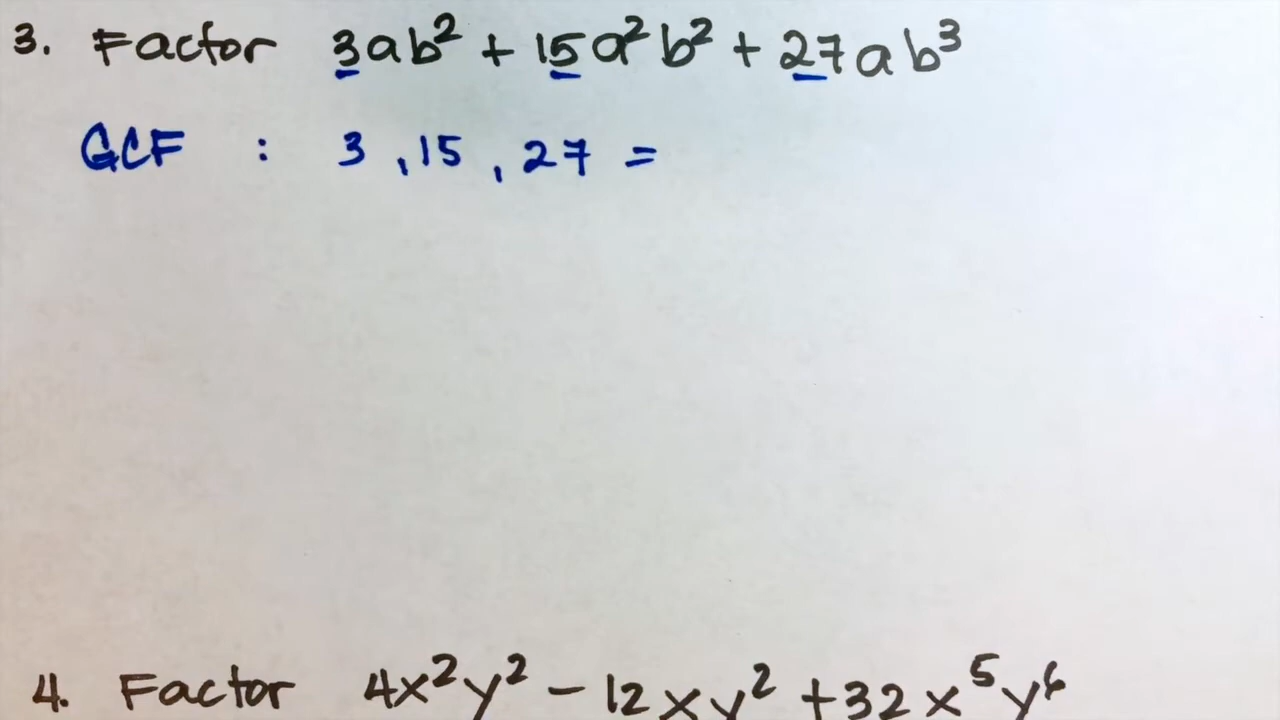 3. Factor 3ab² + 15a²b² + 27ab³
GCF : 3 , 15 , 27 =
4. Factor 4x²y² - 12xy² + 32x⁵y⁶